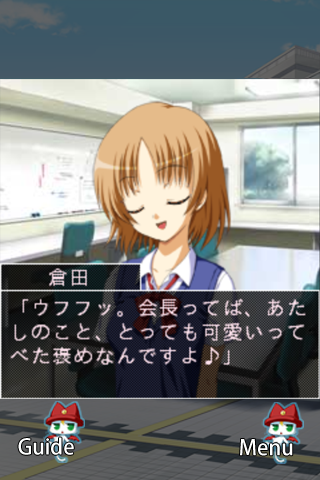 倉田
「ウフフッ。会長ってば、あた
しのこと、とっても可愛いって
べた褒めなんですよ♪」
Guide
Menu